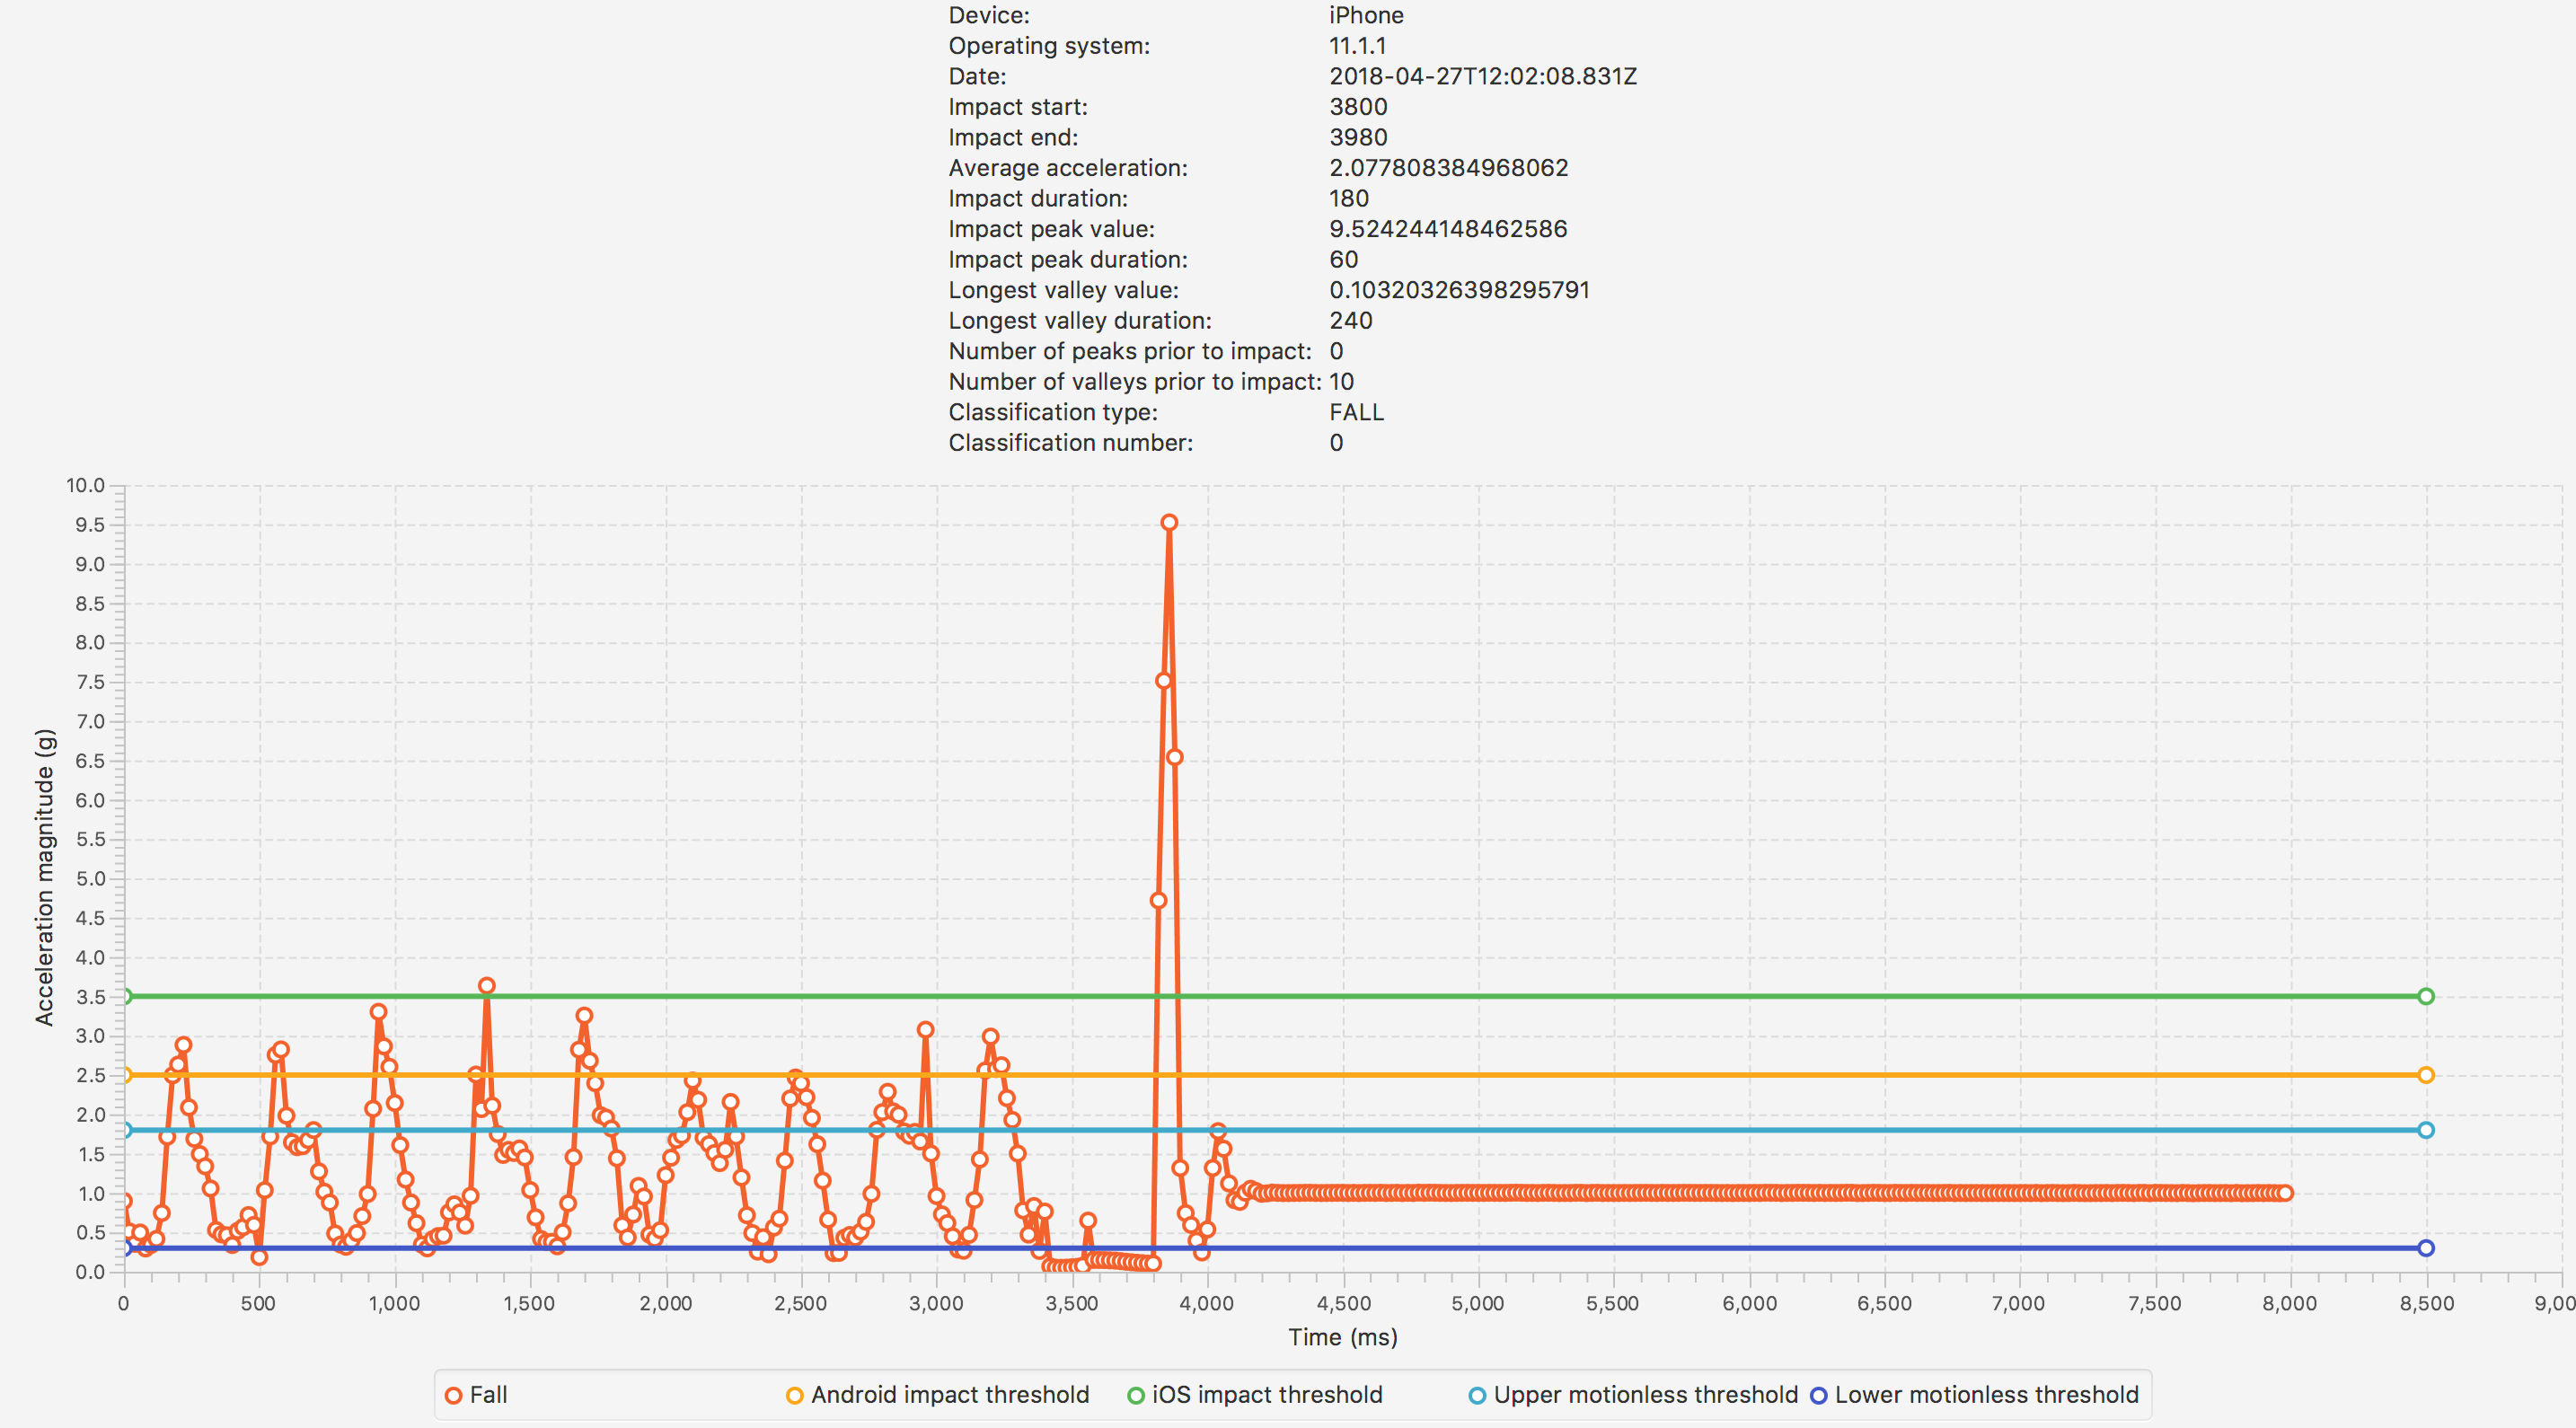 Device: iPhone
Operating system: 11.1.1
Date: 2018-04-27T12:02:08.831Z
Impact start: 3800
Impact end: 3980
Average acceleration: 2.077808384968062
Impact duration: 180
Impact peak value: 9.524244148462586
Impact peak duration: 60
Longest valley value: 0.10320326398295791
Longest valley duration: 240
Number of peaks prior to impact: 0
Number of valleys prior to impact: 10
Classification type: FALL
Classification number: 0
Acceleration magnitude (g)
10.0
9.5
9.0
8.5
8.0
7.5
7.0
6.5
6.0
5.5
5.0
4.5
4.0
3.5
3.0
2.5
2.0
1.5
1.0
0.5
0.0
0 500 1,000 1,500 2,000 2,500 3,000 3,500 4,000 4,500 5,000 5,500 6,000 6,500 7,000 7,500 8,000 8,500 9,00
Time (ms)
Fall Android impact threshold iOS impact threshold Upper motionless threshold Lower motionless threshold